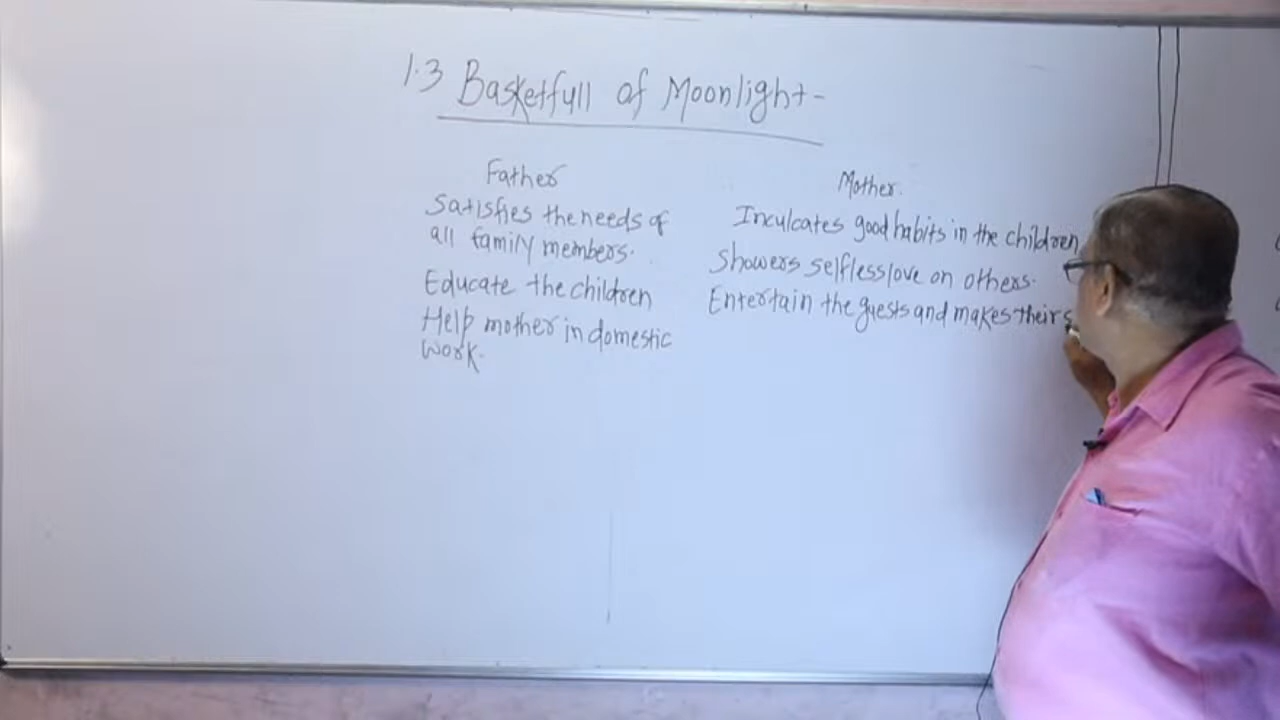 1.3 Basketfull of Moonlight-
Father
Satisfies the needs of
all family members.
Educate the children
Help mother in domestic
work.
Mother.
Inculcates good habits in the children
Showers selfless love on others.
Entertain the guests and makes their s